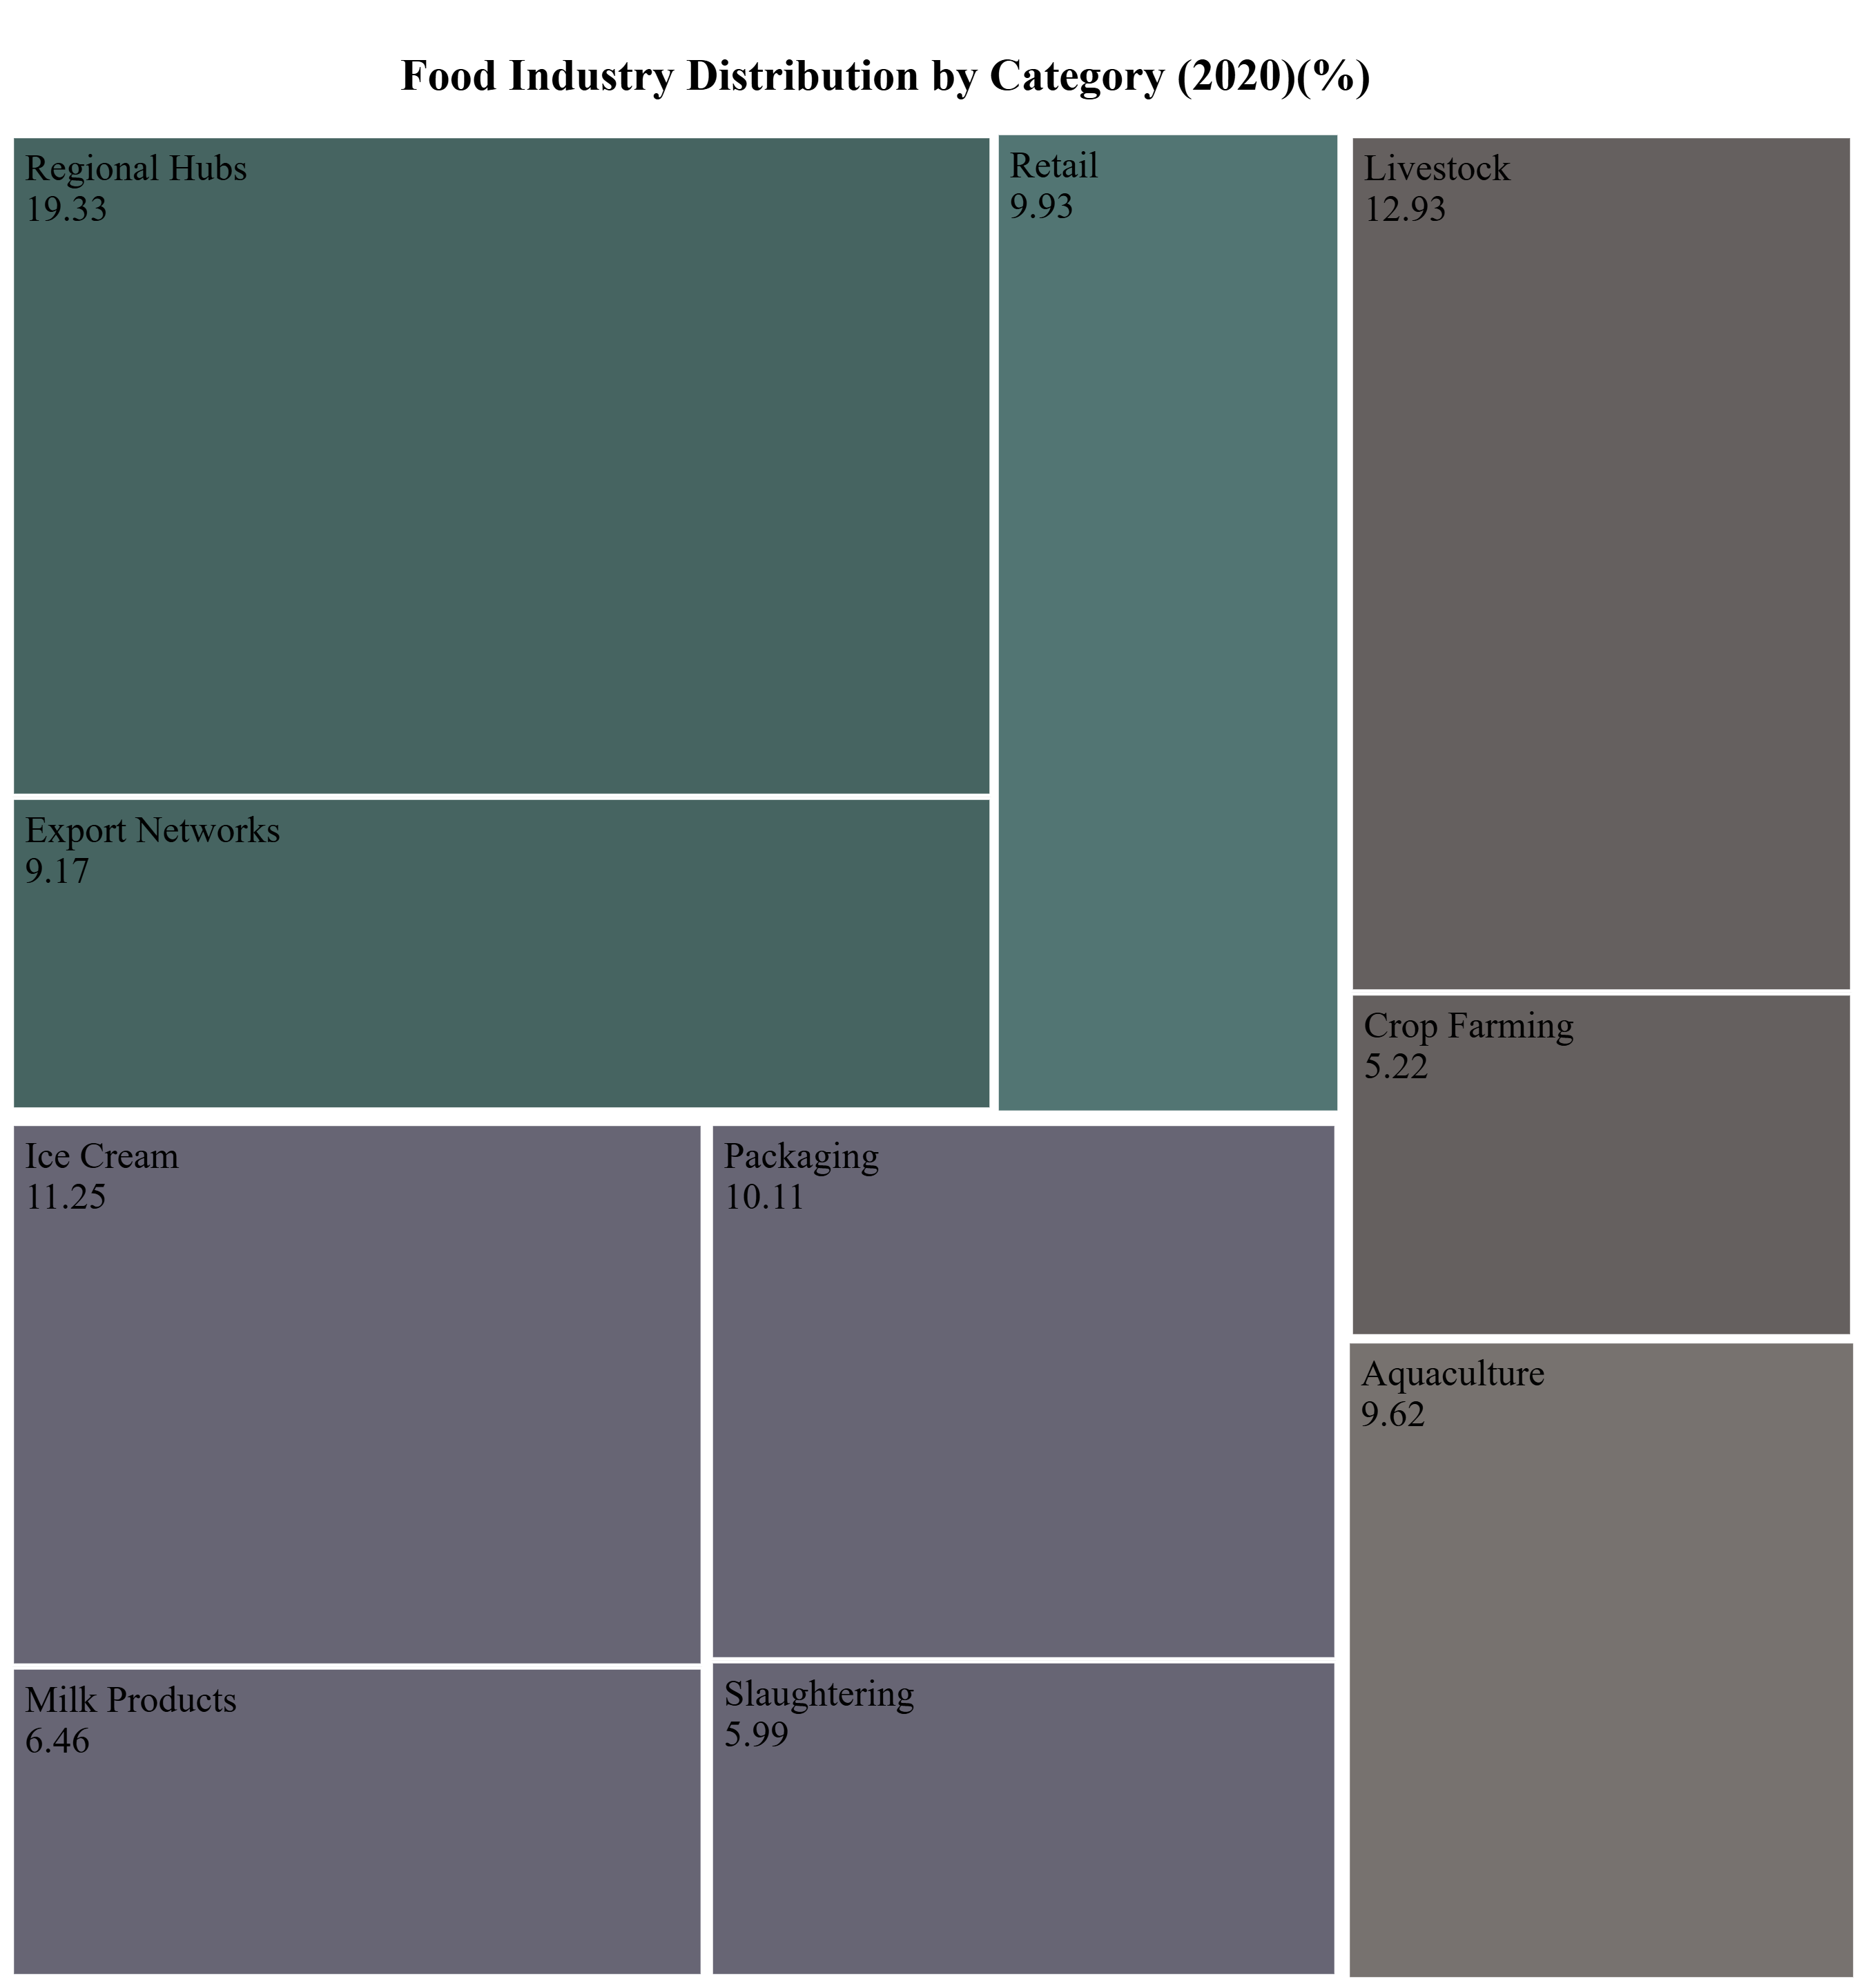 Food Industry Distribution by Category (2020)(%)
Regional Hubs
19.33
Export Networks
9.17
Retail
9.93
Livestock
12.93
Crop Farming
5.22
Aquaculture
9.62
Ice Cream
11.25
Milk Products
6.46
Packaging
10.11
Slaughtering
5.99